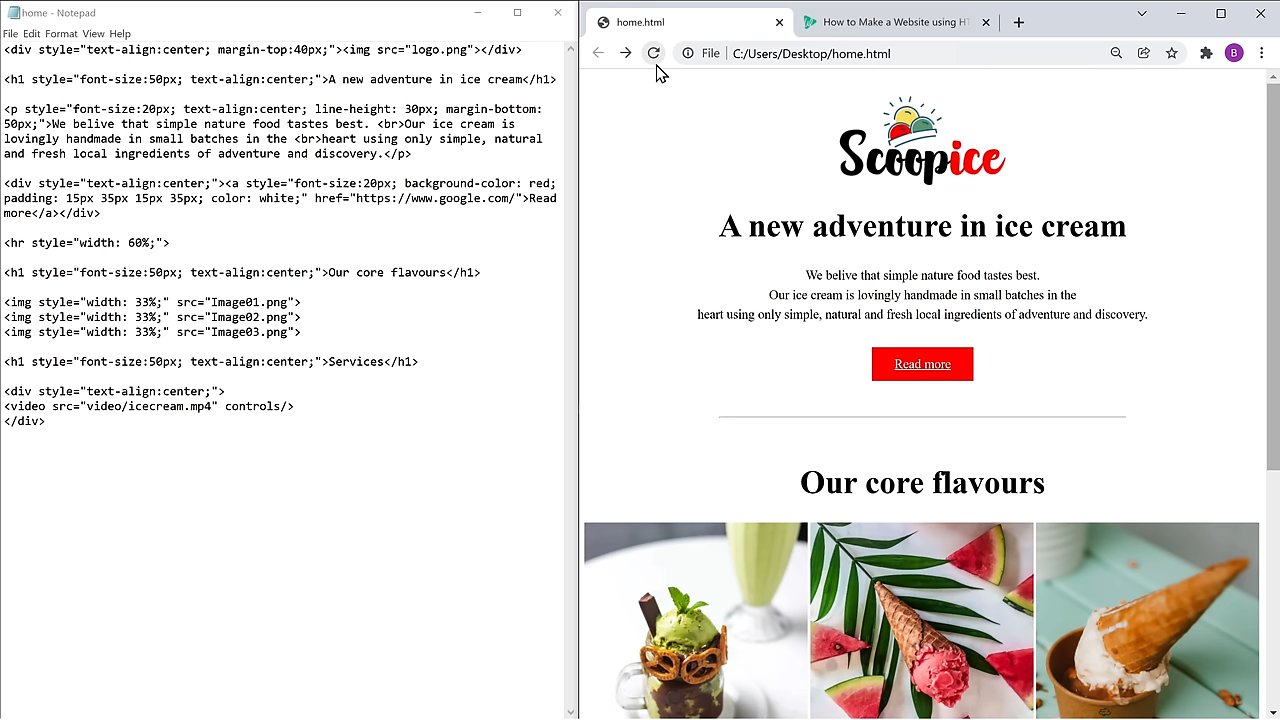 home - Notepad
File Edit Format View Help
<div style="text-align:center; margin-top:40px;"><img src="logo.png"></div>
<h1 style="font-size:50px; text-align:center;">A new adventure in ice cream</h1>
<p style="font-size:20px; text-align:center; line-height: 30px; margin-bottom:
50px;">We belive that simple nature food tastes best. <br>Our ice cream is
lovingly handmade in small batches in the <br>heart using only simple, natural
and fresh local ingredients of adventure and discovery.</p>
<div style="text-align:center;"><a style="font-size:20px; background-color: red;
padding: 15px 35px 15px 35px; color: white;" href="https://www.google.com/">Read
more</a></div>
<hr style="width: 60%;">
<h1 style="font-size:50px; text-align:center;">Our core flavours</h1>
<img style="width: 33%;" src="Image01.png">
<img style="width: 33%;" src="Image02.png">
<img style="width: 33%;" src="Image03.png">
<h1 style="font-size:50px; text-align:center;">Services</h1>
<div style="text-align:center;">
<video src="video/icecream.mp4" controls/>
</div>
home.html
How to Make a Website using HT
File
C:/Users/Desktop/home.html
B
Scoopice
A new adventure in ice cream
We belive that simple nature food tastes best.
Our ice cream is lovingly handmade in small batches in the
heart using only simple, natural and fresh local ingredients of adventure and discovery.
Read more
Our core flavours